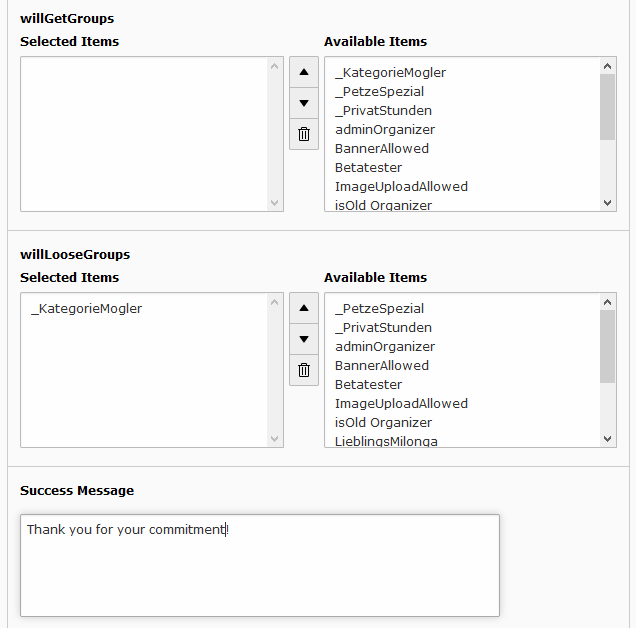 willGetGroups
Selected Items
Available Items
_KategorieMogler
_PetzeSpezial
_PrivatStunden
adminOrganizer
BannerAllowed
Betatester
ImageUploadAllowed
isOld Organizer
willLooseGroups
Selected Items
Available Items
_KategorieMogler
_PetzeSpezial
_PrivatStunden
adminOrganizer
BannerAllowed
Betatester
ImageUploadAllowed
isOld Organizer
LieblingsMilonga
Success Message
Thank you for your commitment!